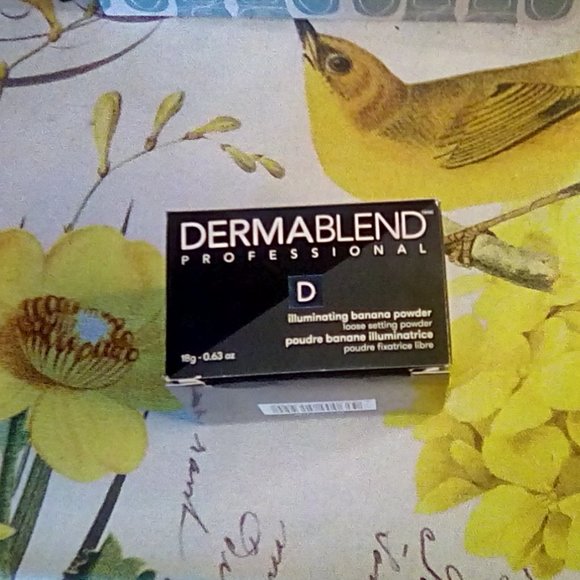 DERMABLEND
PROFESSIONAL
D
illuminating banana powder
loose setting powder
poudre banane illuminatrice
poudre fixatrice libre
18g - 0.63 oz